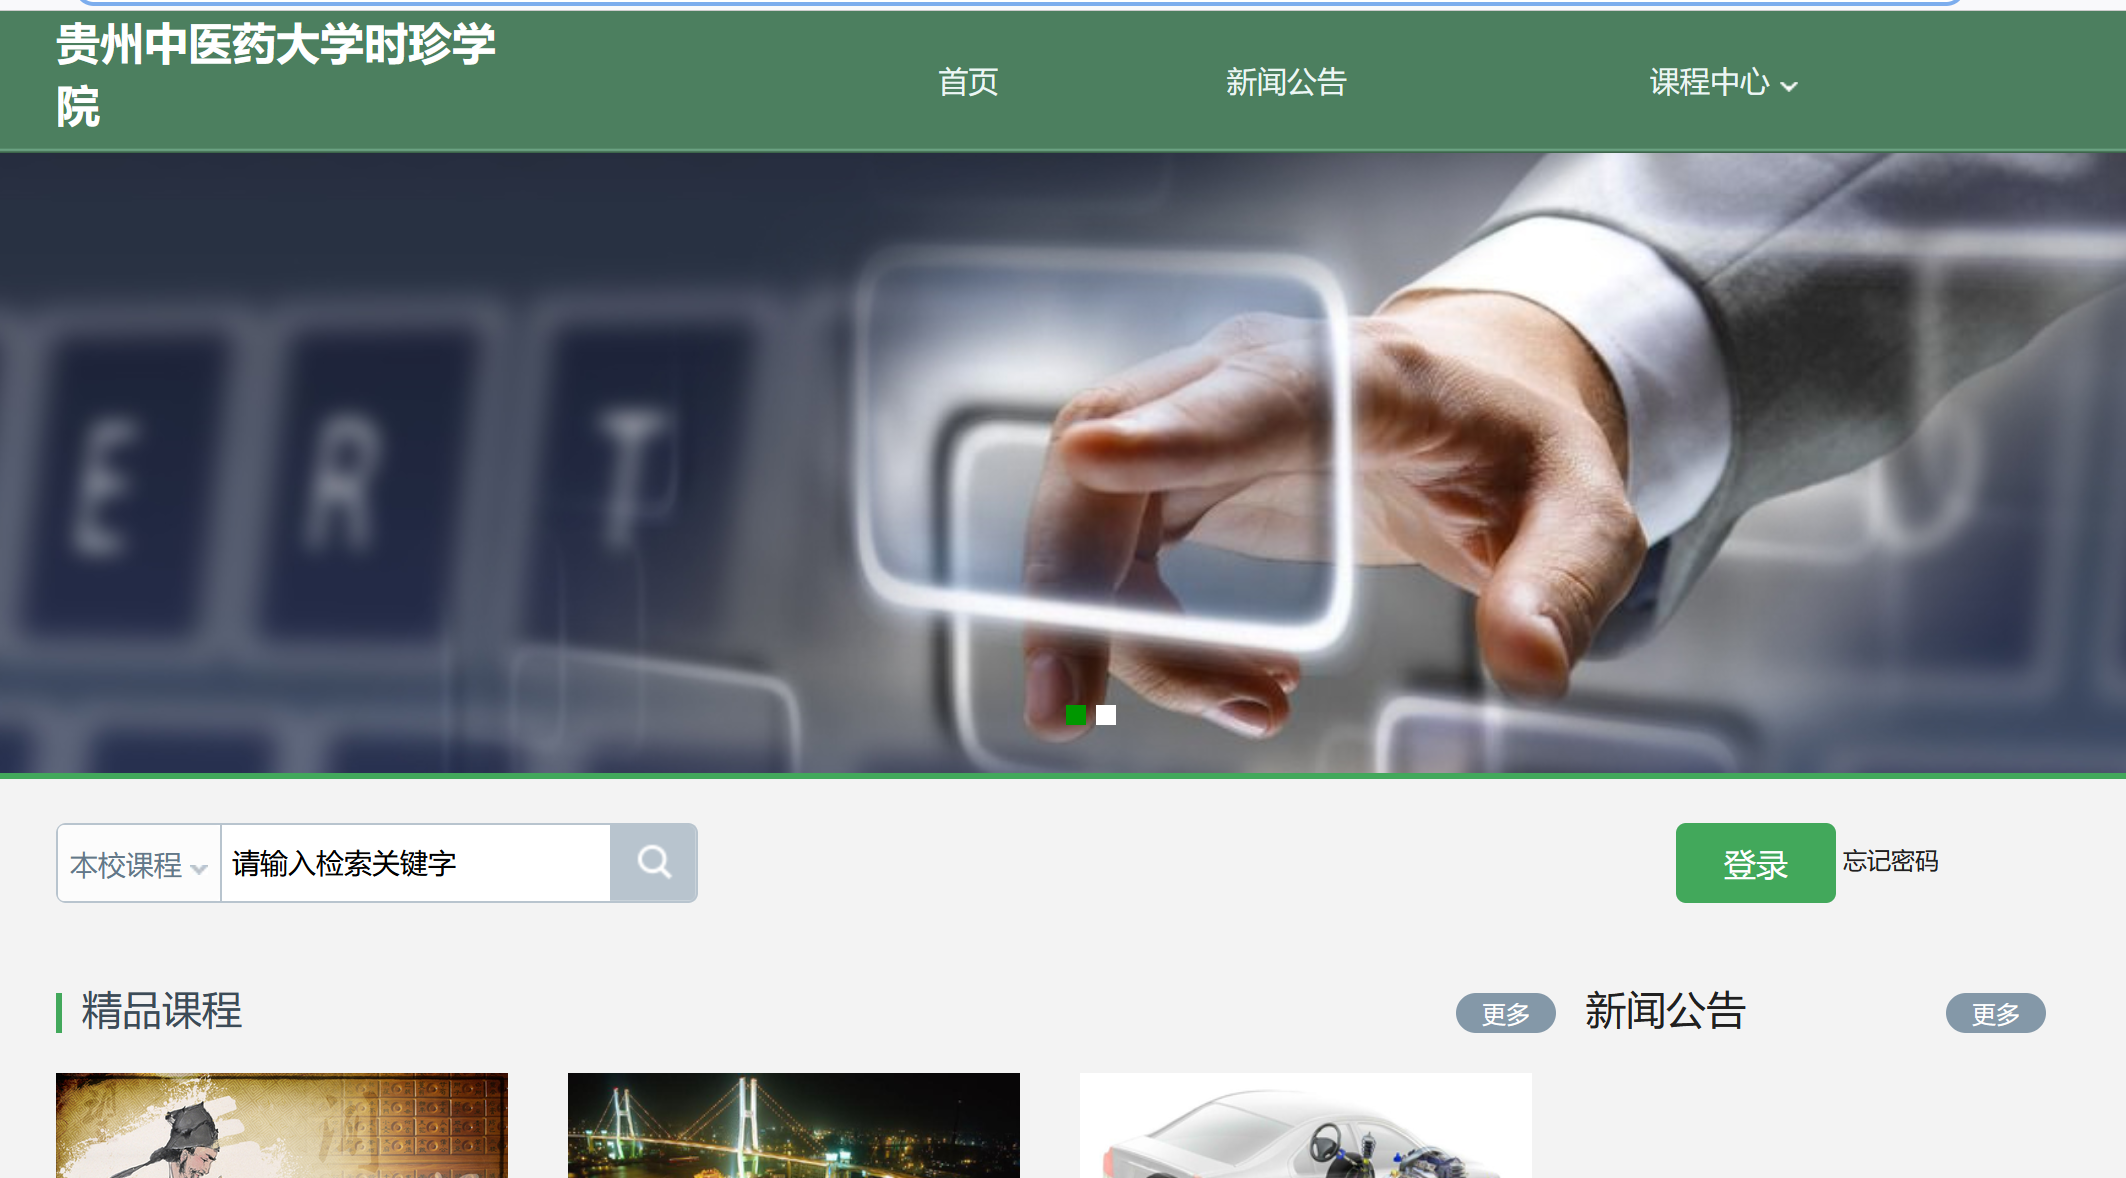 贵州中医药大学时珍学
院
首页
新闻公告
课程中心
E R T
本校课程
请输入检索关键字
登录
忘记密码
精品课程
更多
新闻公告
更多